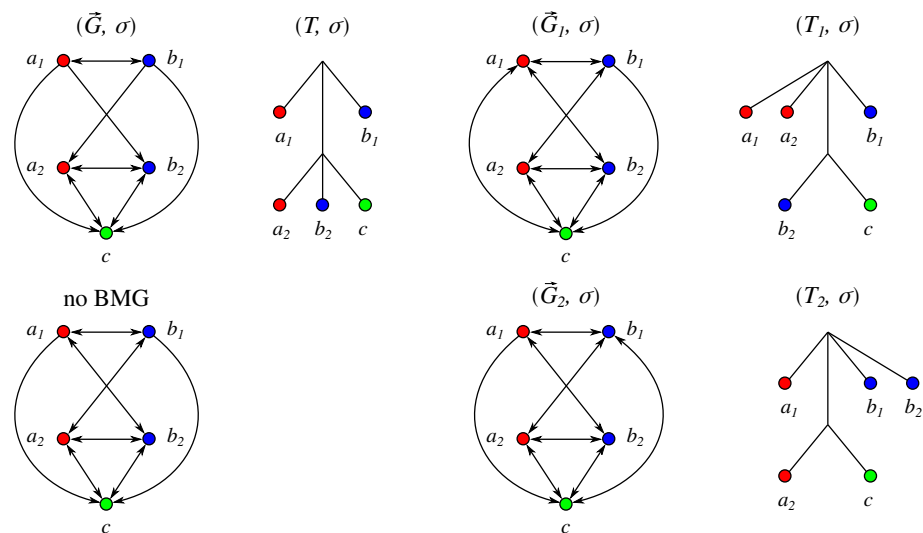 (G⃗, σ) (T, σ) (G⃗₁, σ) (T₁, σ)
a₁ b₁ a₁ b₁
a₁ b₁ a₁ a₂ b₁
a₂ b₂ a₂ b₂
a₂ b₂ c b₂ c
c c
no BMG (G⃗₂, σ) (T₂, σ)
a₁ b₁ a₁ b₁
a₁ b₁ b₂
a₂ b₂ a₂ b₂
a₂ c
c c